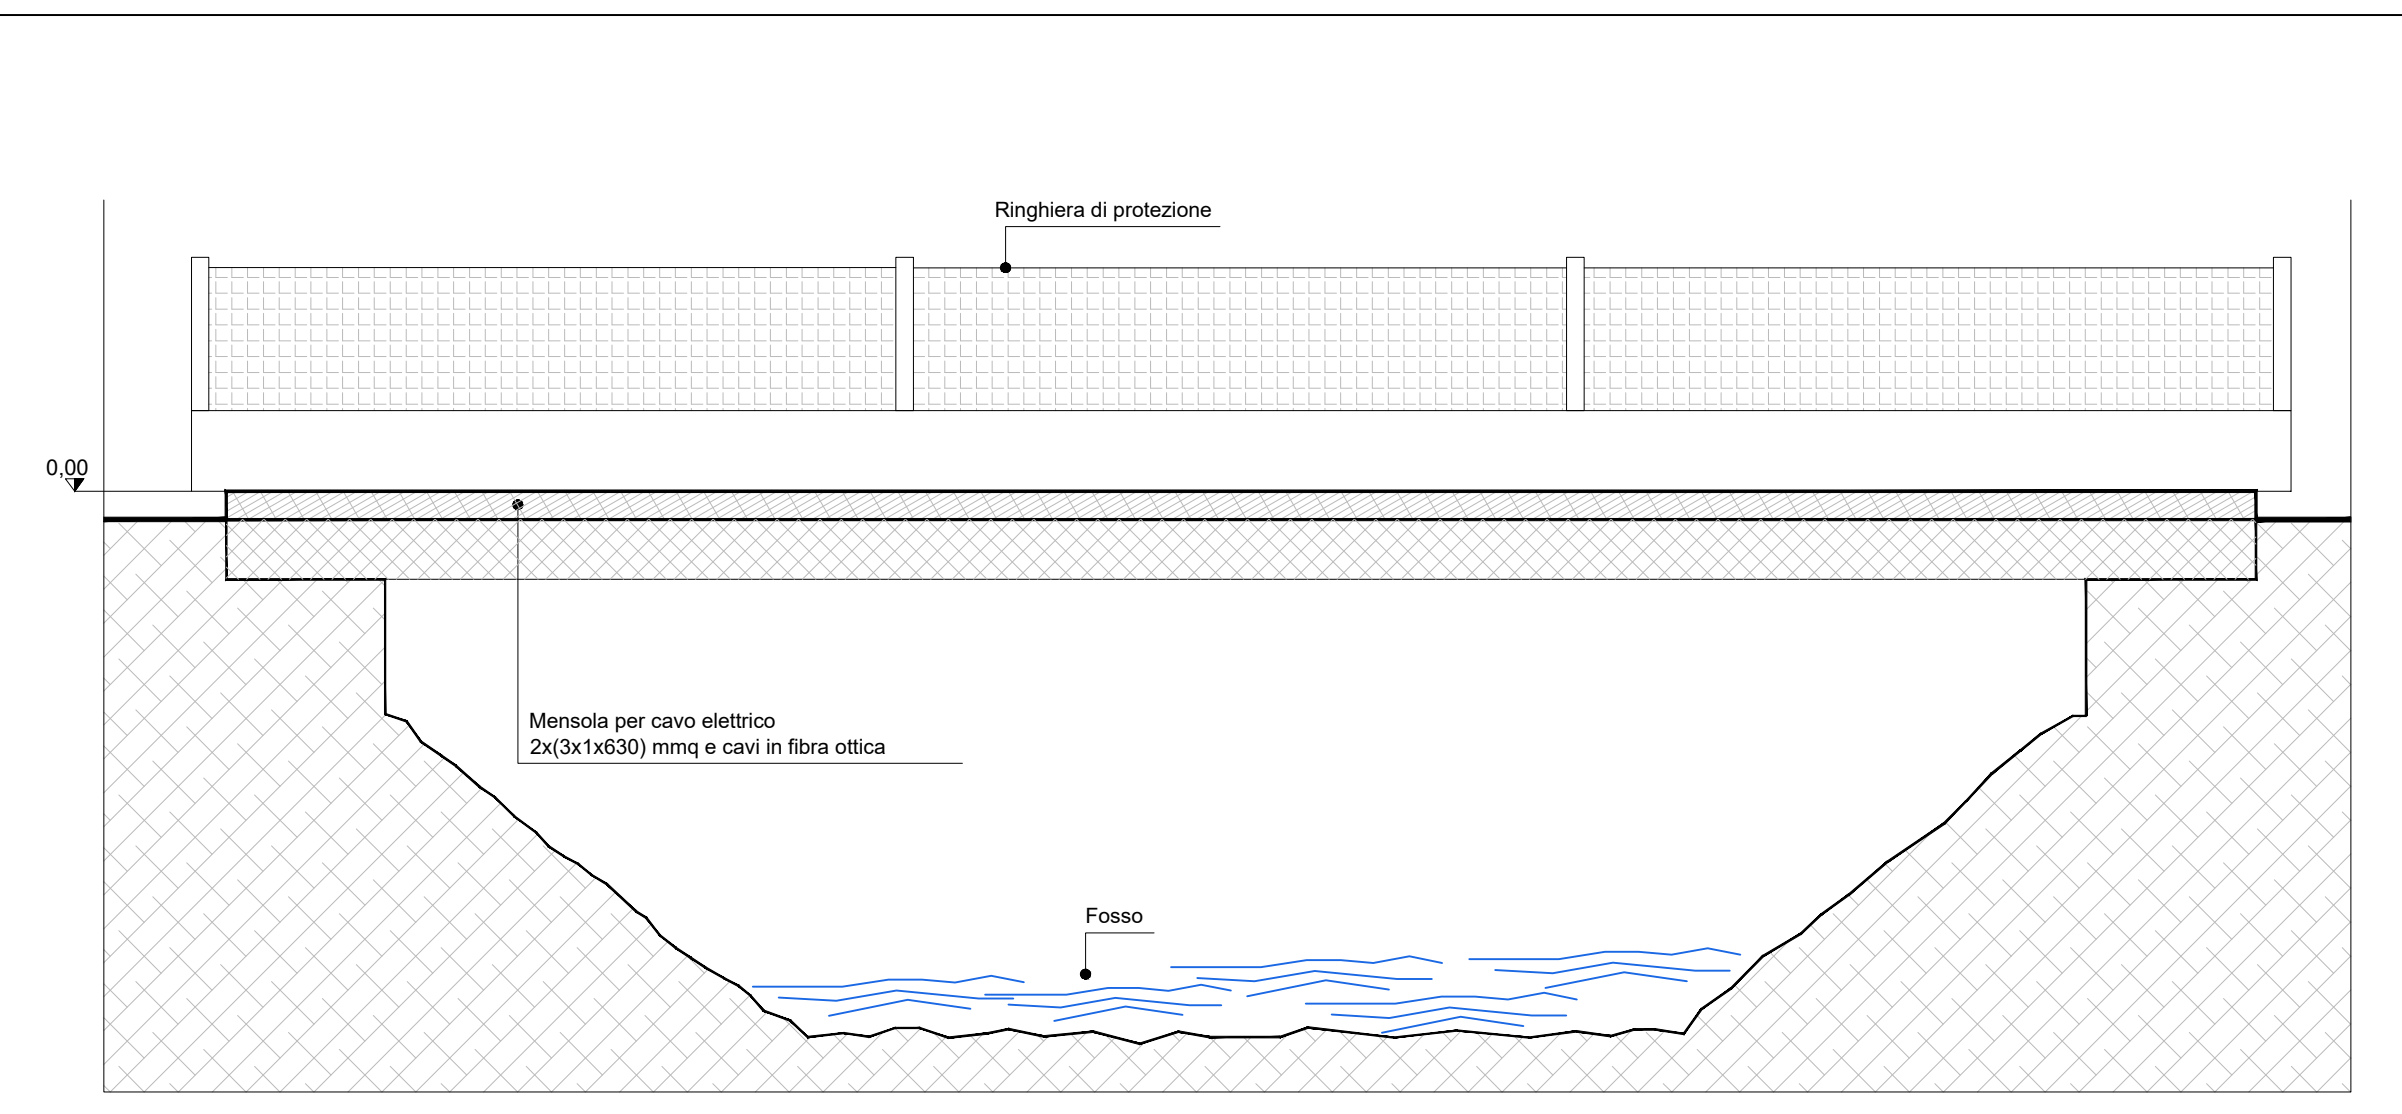 Ringhiera di protezione
0,00
Mensola per cavo elettrico
2x(3x1x630) mmq e cavi in fibra ottica
Fosso